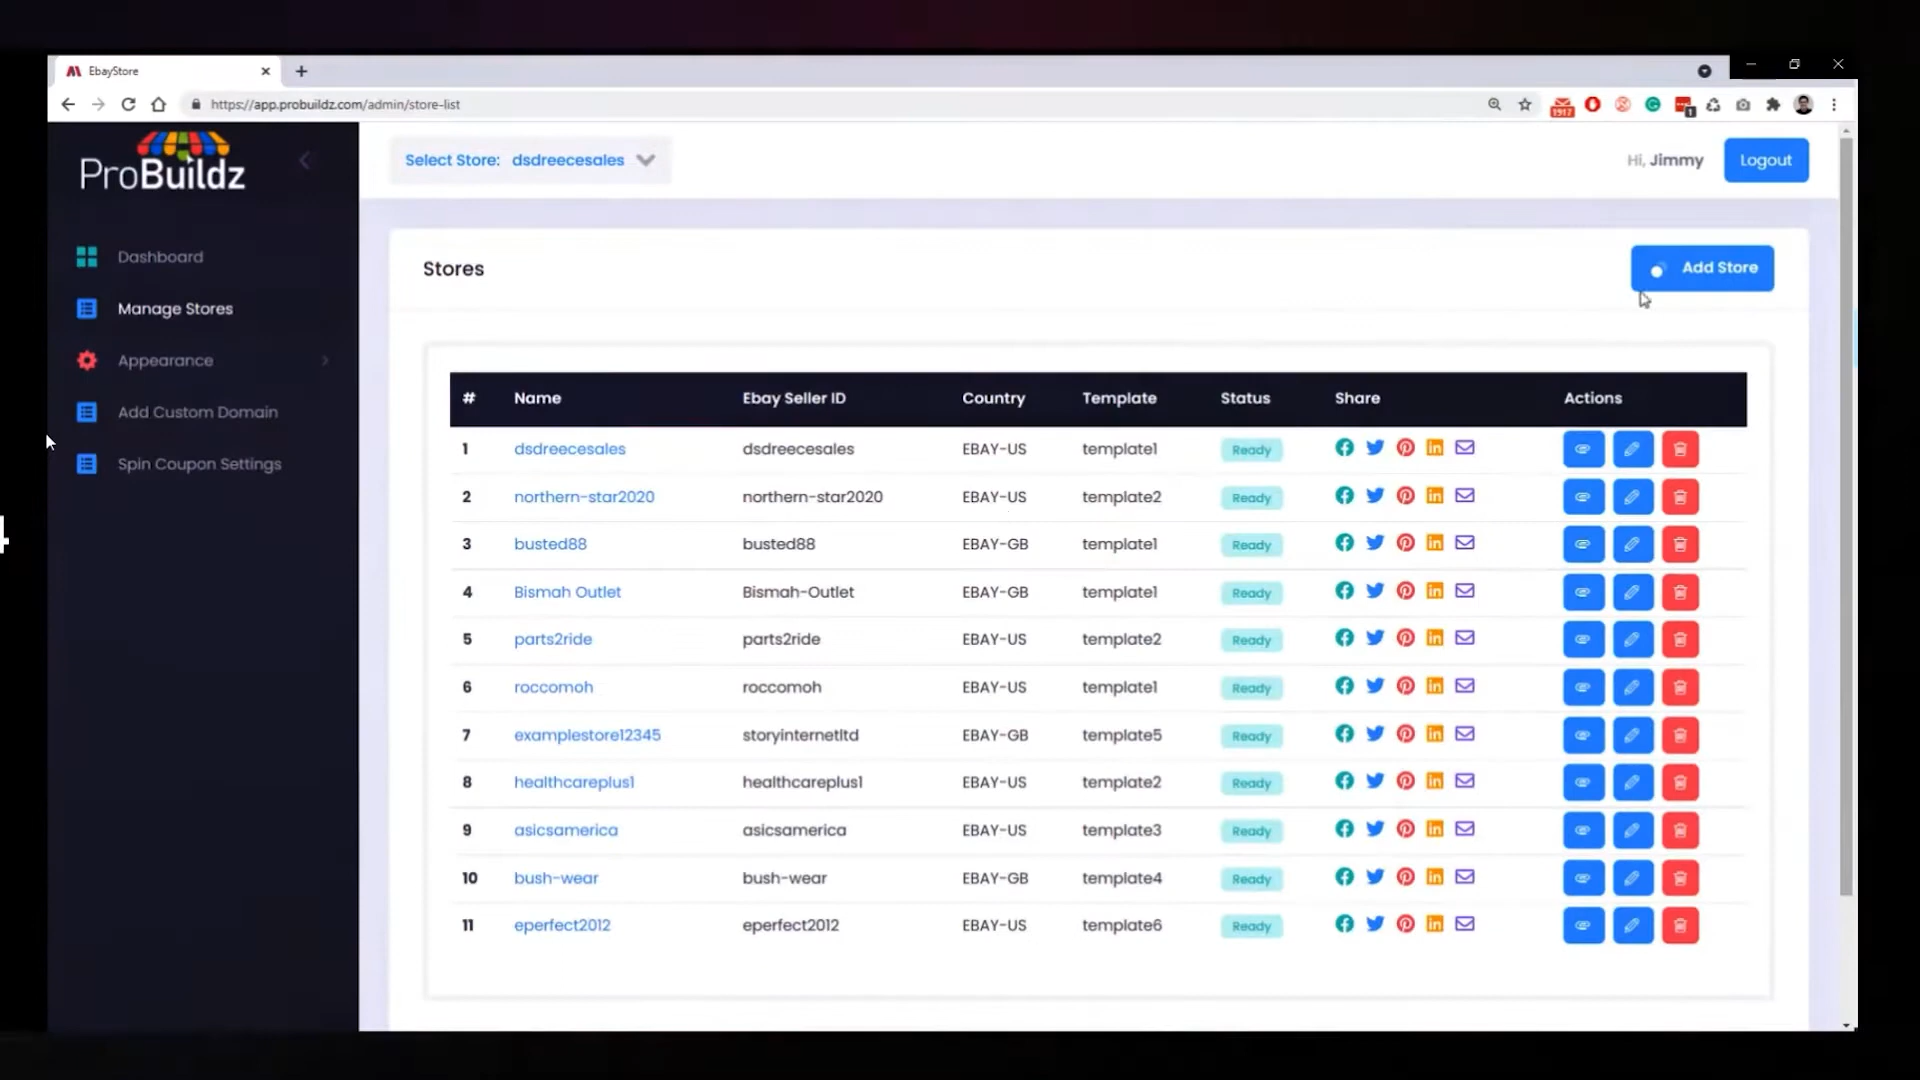 EbayStore
https://app.probuildz.com/admin/store-list
1917
1
ProBuildz
Select Store: dsdreecesales
Hi, Jimmy
Logout
Dashboard
Manage Stores
Appearance
Add Custom Domain
Spin Coupon Settings
Stores
Add Store
# Name Ebay Seller ID Country Template Status Share Actions
1 dsdreecesales dsdreecesales EBAY-US template1 Ready
2 northern-star2020 northern-star2020 EBAY-US template2 Ready
3 busted88 busted88 EBAY-GB template1 Ready
4 Bismah Outlet Bismah-Outlet EBAY-GB template1 Ready
5 parts2ride parts2ride EBAY-US template2 Ready
6 roccomoh roccomoh EBAY-US template1 Ready
7 examplestore12345 storyinternetltd EBAY-GB template5 Ready
8 healthcareplus1 healthcareplus1 EBAY-US template2 Ready
9 asicsamerica asicsamerica EBAY-US template3 Ready
10 bush-wear bush-wear EBAY-GB template4 Ready
11 eperfect2012 eperfect2012 EBAY-US template6 Ready